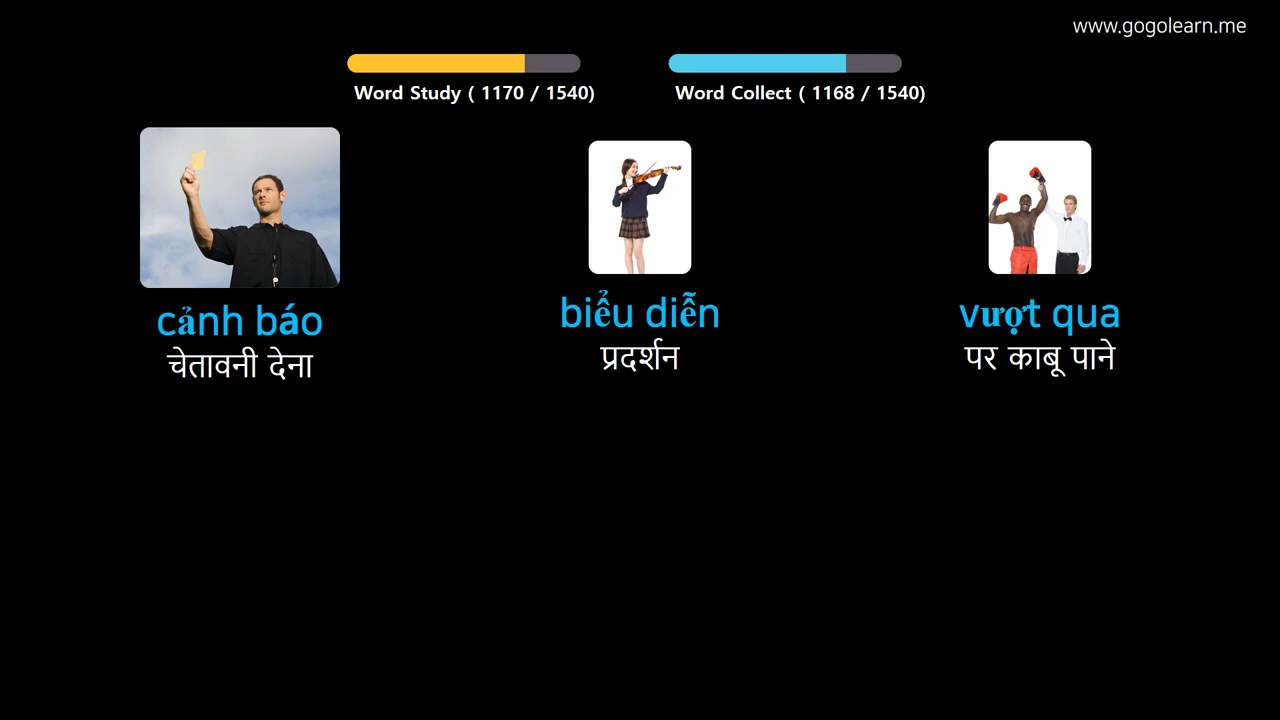 www.gogolearn.me
Word Study ( 1170 / 1540)
Word Collect ( 1168 / 1540)
cảnh báo
चेतावनी देना
biểu diễn
प्रदर्शन
vượt qua
पर काबू पाने